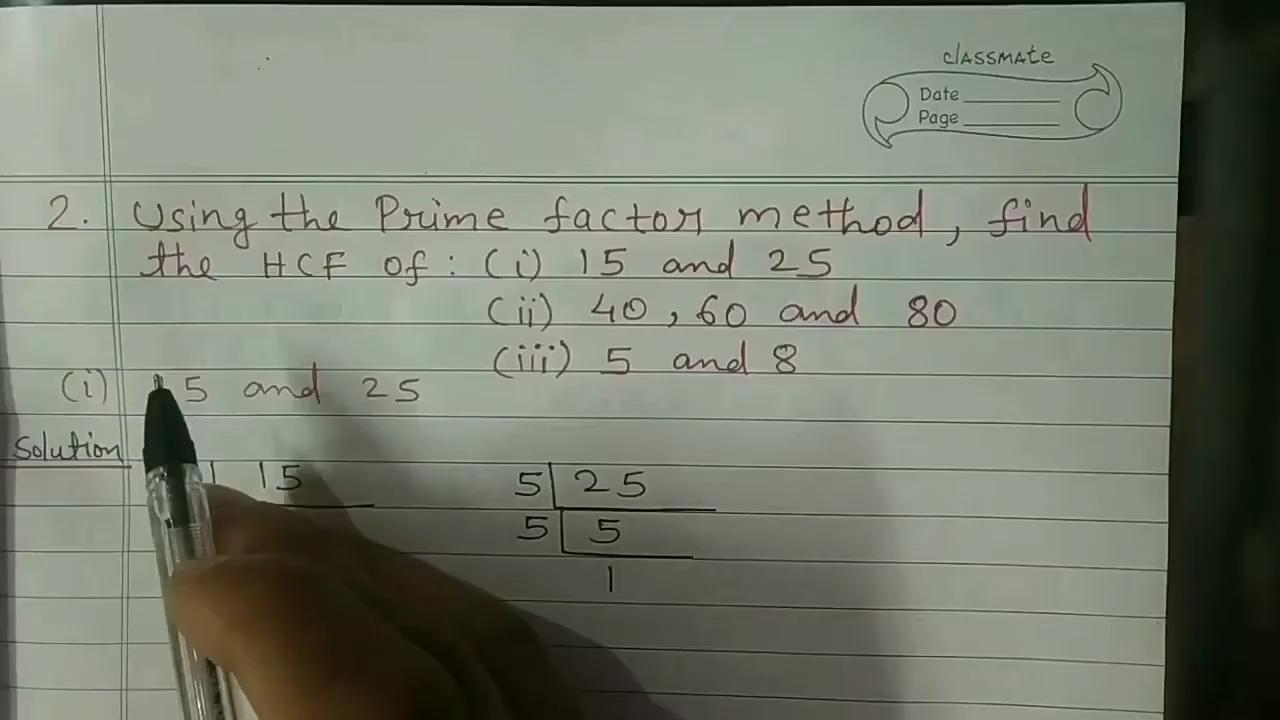 classmate
Date
Page
2. Using the Prime factor method, find
the HCF of: (i) 15 and 25
(ii) 40, 60 and 80
(iii) 5 and 8
(i) 5 and 25
Solution
15
5 25
5 5
1